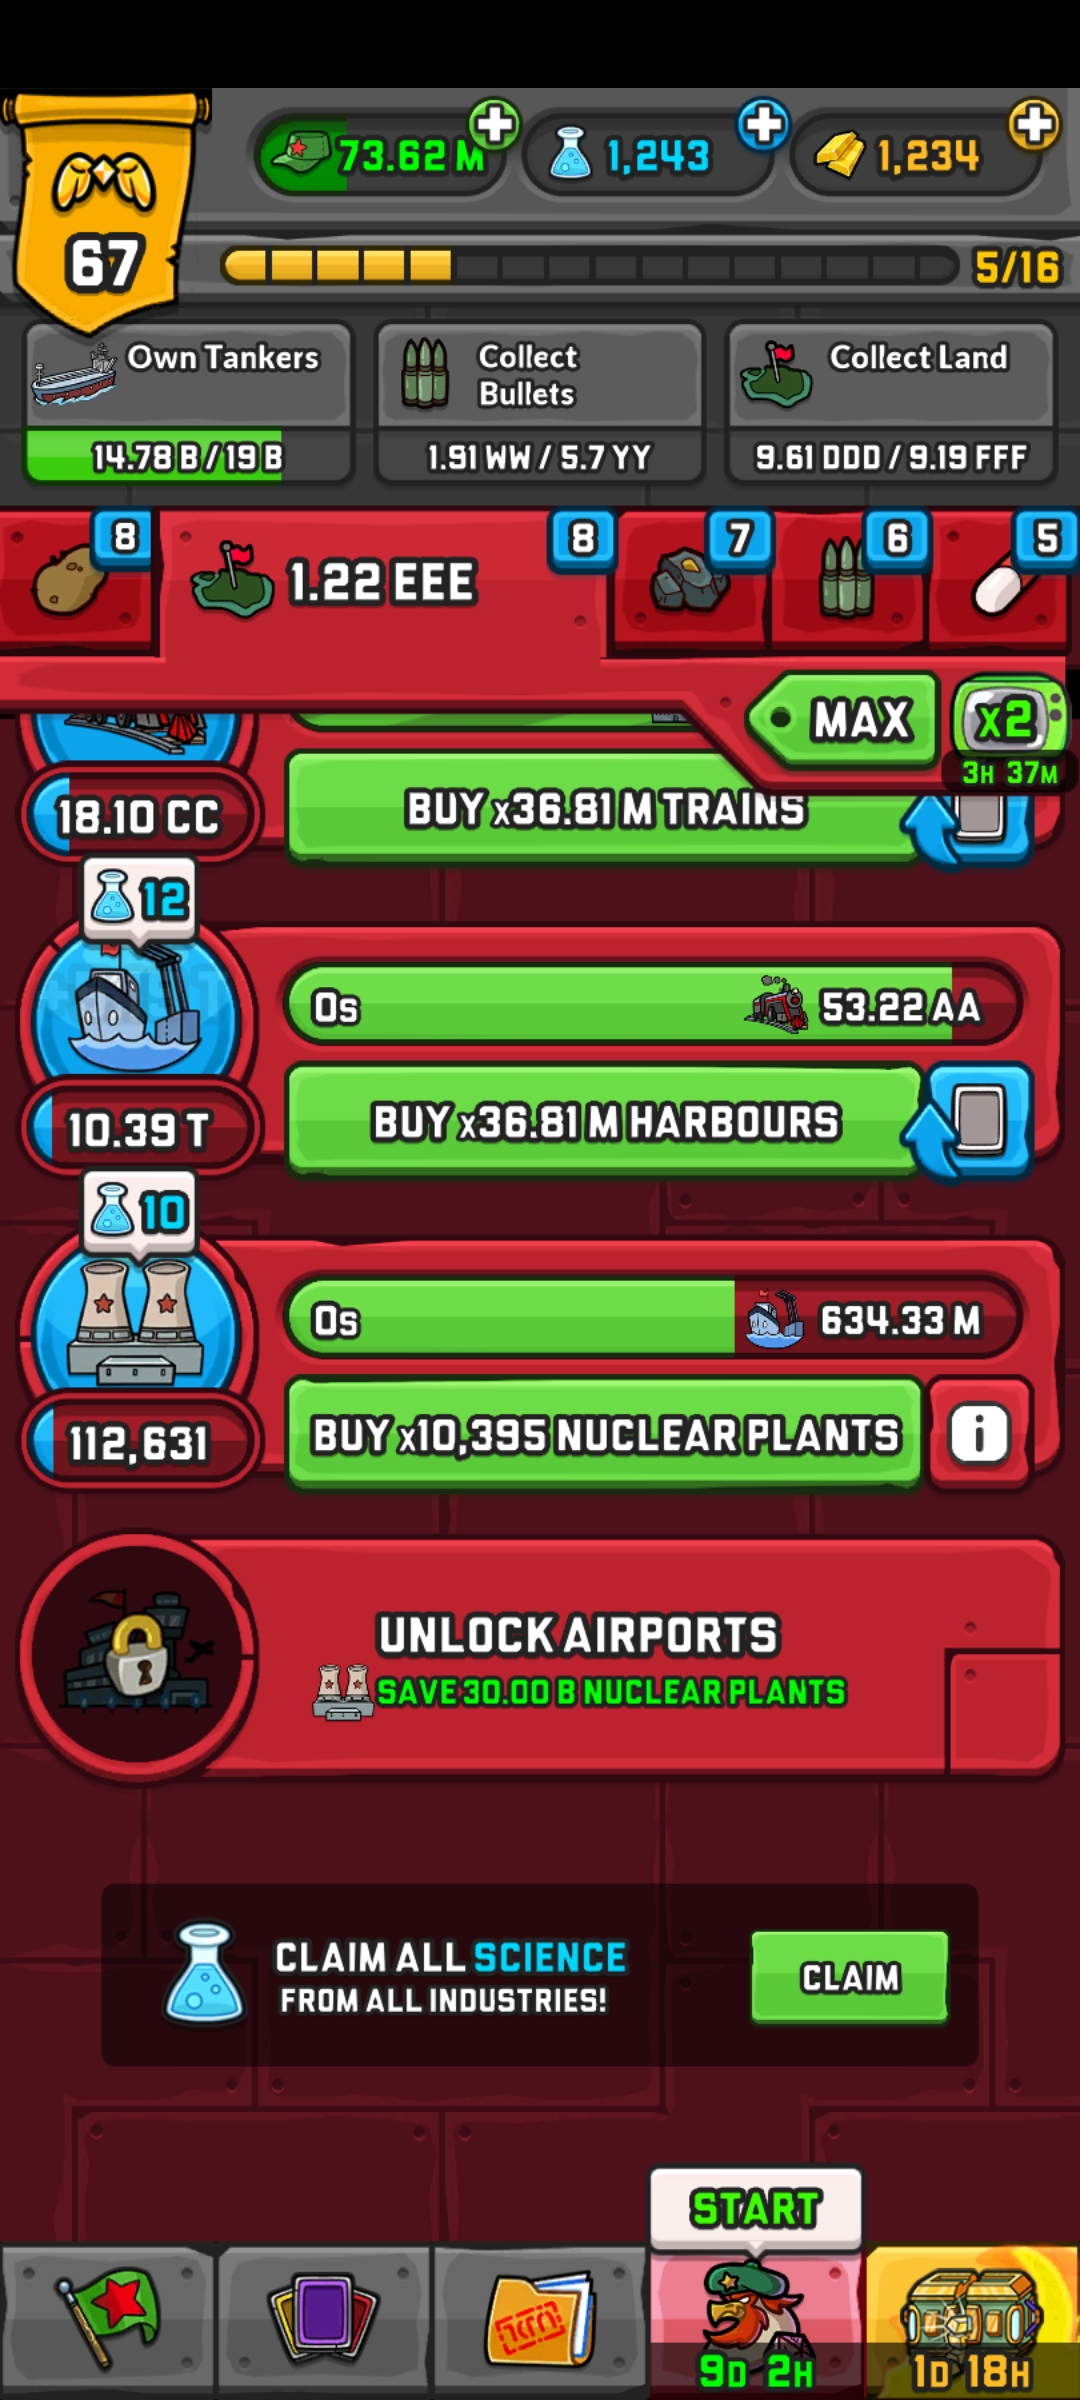 67
73.62 M
1,243
1,234
5/16
Own Tankers
14.78 B / 19 B
Collect
Bullets
1.91 WW / 5.7 YY
Collect Land
9.61 DDD / 9.19 FFF
8
1.22 EEE
8
7
6
5
MAX
x2
3H 37M
18.10 CC
BUY x36.81 M TRAINS
12
0s
53.22 AA
10.39 T
BUY x36.81 M HARBOURS
10
0s
634.33 M
112,631
BUY x10,395 NUCLEAR PLANTS
i
UNLOCK AIRPORTS
SAVE 30.00 B NUCLEAR PLANTS
CLAIM ALL SCIENCE
FROM ALL INDUSTRIES!
CLAIM
START
9D 2H
1D 18H